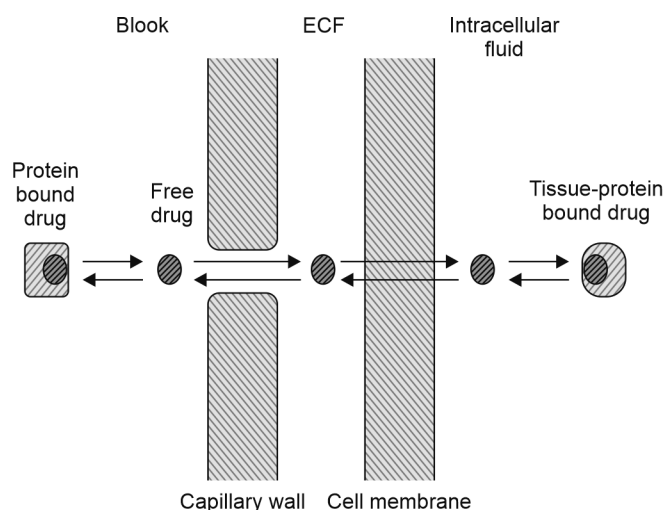 Blook
ECF
Intracellular
fluid
Protein
bound
drug
Free
drug
Tissue-protein
bound drug
Capillary wall
Cell membrane